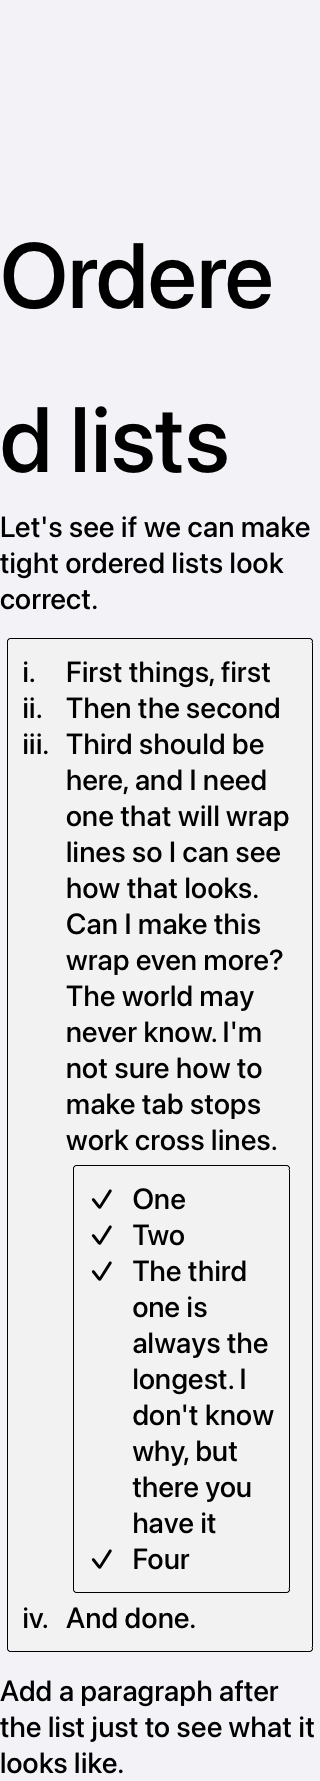 Ordere
d lists
Let's see if we can make
tight ordered lists look
correct.
i. First things, first
ii. Then the second
iii. Third should be
here, and I need
one that will wrap
lines so I can see
how that looks.
Can I make this
wrap even more?
The world may
never know. I'm
not sure how to
make tab stops
work cross lines.
✓ One
✓ Two
✓ The third
one is
always the
longest. I
don't know
why, but
there you
have it
✓ Four
iv. And done.
Add a paragraph after
the list just to see what it
looks like.